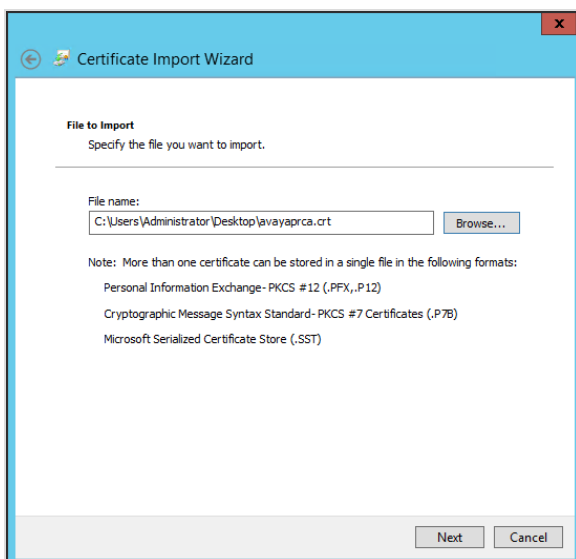 x
Certificate Import Wizard
File to Import
Specify the file you want to import.
File name:
C:\Users\Administrator\Desktop\avayaprca.crt
Browse...
Note: More than one certificate can be stored in a single file in the following formats:
Personal Information Exchange- PKCS #12 (.PFX,.P12)
Cryptographic Message Syntax Standard- PKCS #7 Certificates (.P7B)
Microsoft Serialized Certificate Store (.SST)
Next Cancel